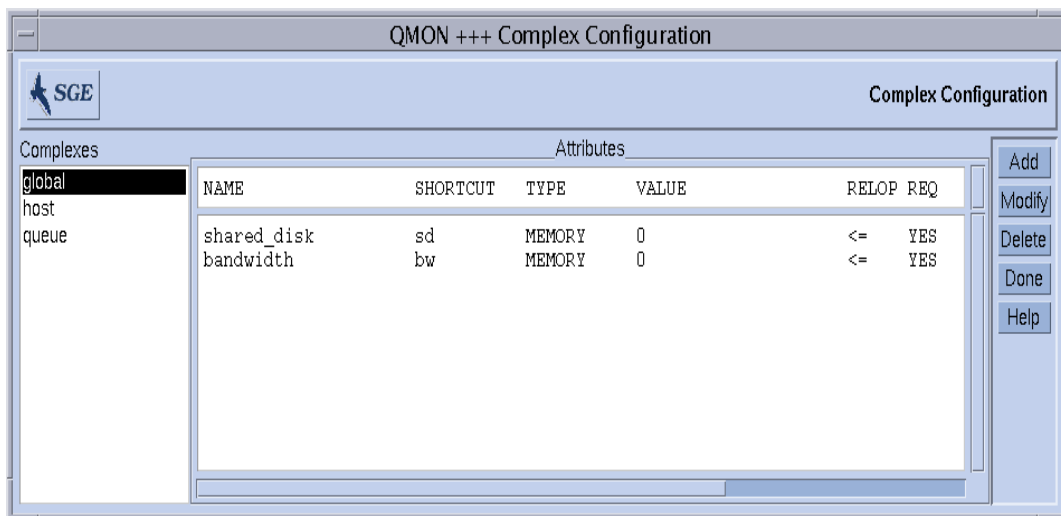 QMON +++ Complex Configuration
SGE
Complex Configuration
Complexes
global
host
queue
Attributes
NAME SHORTCUT TYPE VALUE RELOP REQ
shared_disk sd MEMORY 0 <= YES
bandwidth bw MEMORY 0 <= YES
Add
Modify
Delete
Done
Help